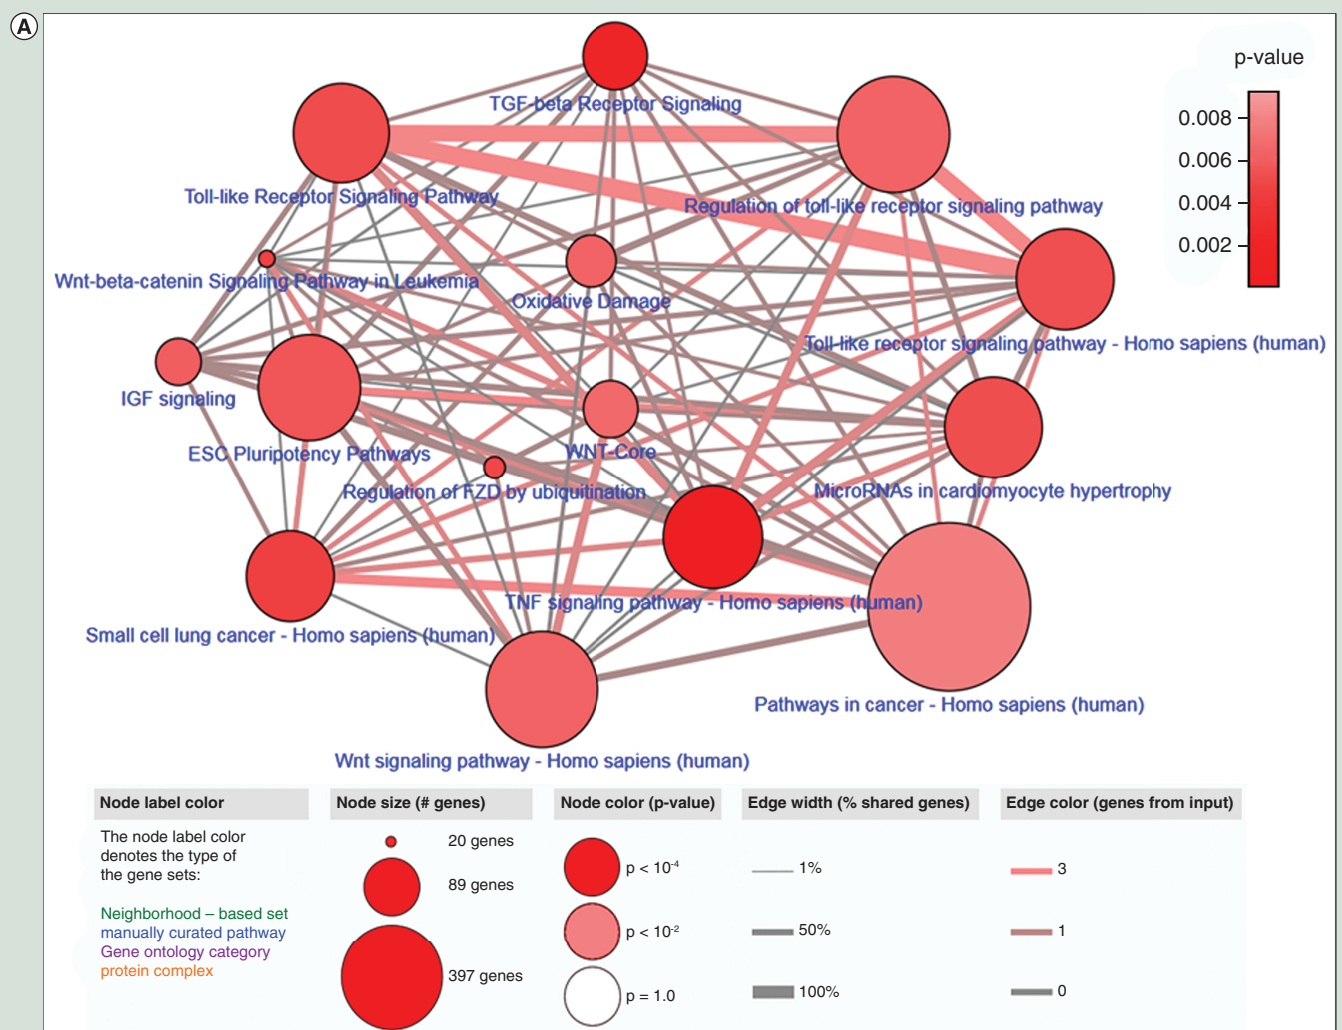 A
p-value
0.008
0.006
0.004
0.002
TGF-beta Receptor Signaling
Toll-like Receptor Signaling Pathway
Regulation of toll-like receptor signaling pathway
Wnt-beta-catenin Signaling Pathway in Leukemia
Oxidative Damage
Toll-like receptor signaling pathway - Homo sapiens (human)
IGF signaling
ESC Pluripotency Pathways
WNT-Core
Regulation of FZD by ubiquitination
MicroRNAs in cardiomyocyte hypertrophy
TNF signaling pathway - Homo sapiens (human)
Small cell lung cancer - Homo sapiens (human)
Pathways in cancer - Homo sapiens (human)
Wnt signaling pathway - Homo sapiens (human)
Node label color
The node label color
denotes the type of
the gene sets:
Neighborhood – based set
manually curated pathway
Gene ontology category
protein complex
Node size (# genes)
20 genes
89 genes
397 genes
Node color (p-value)
p < 10-4
p < 10-2
p = 1.0
Edge width (% shared genes)
1%
50%
100%
Edge color (genes from input)
3
1
0